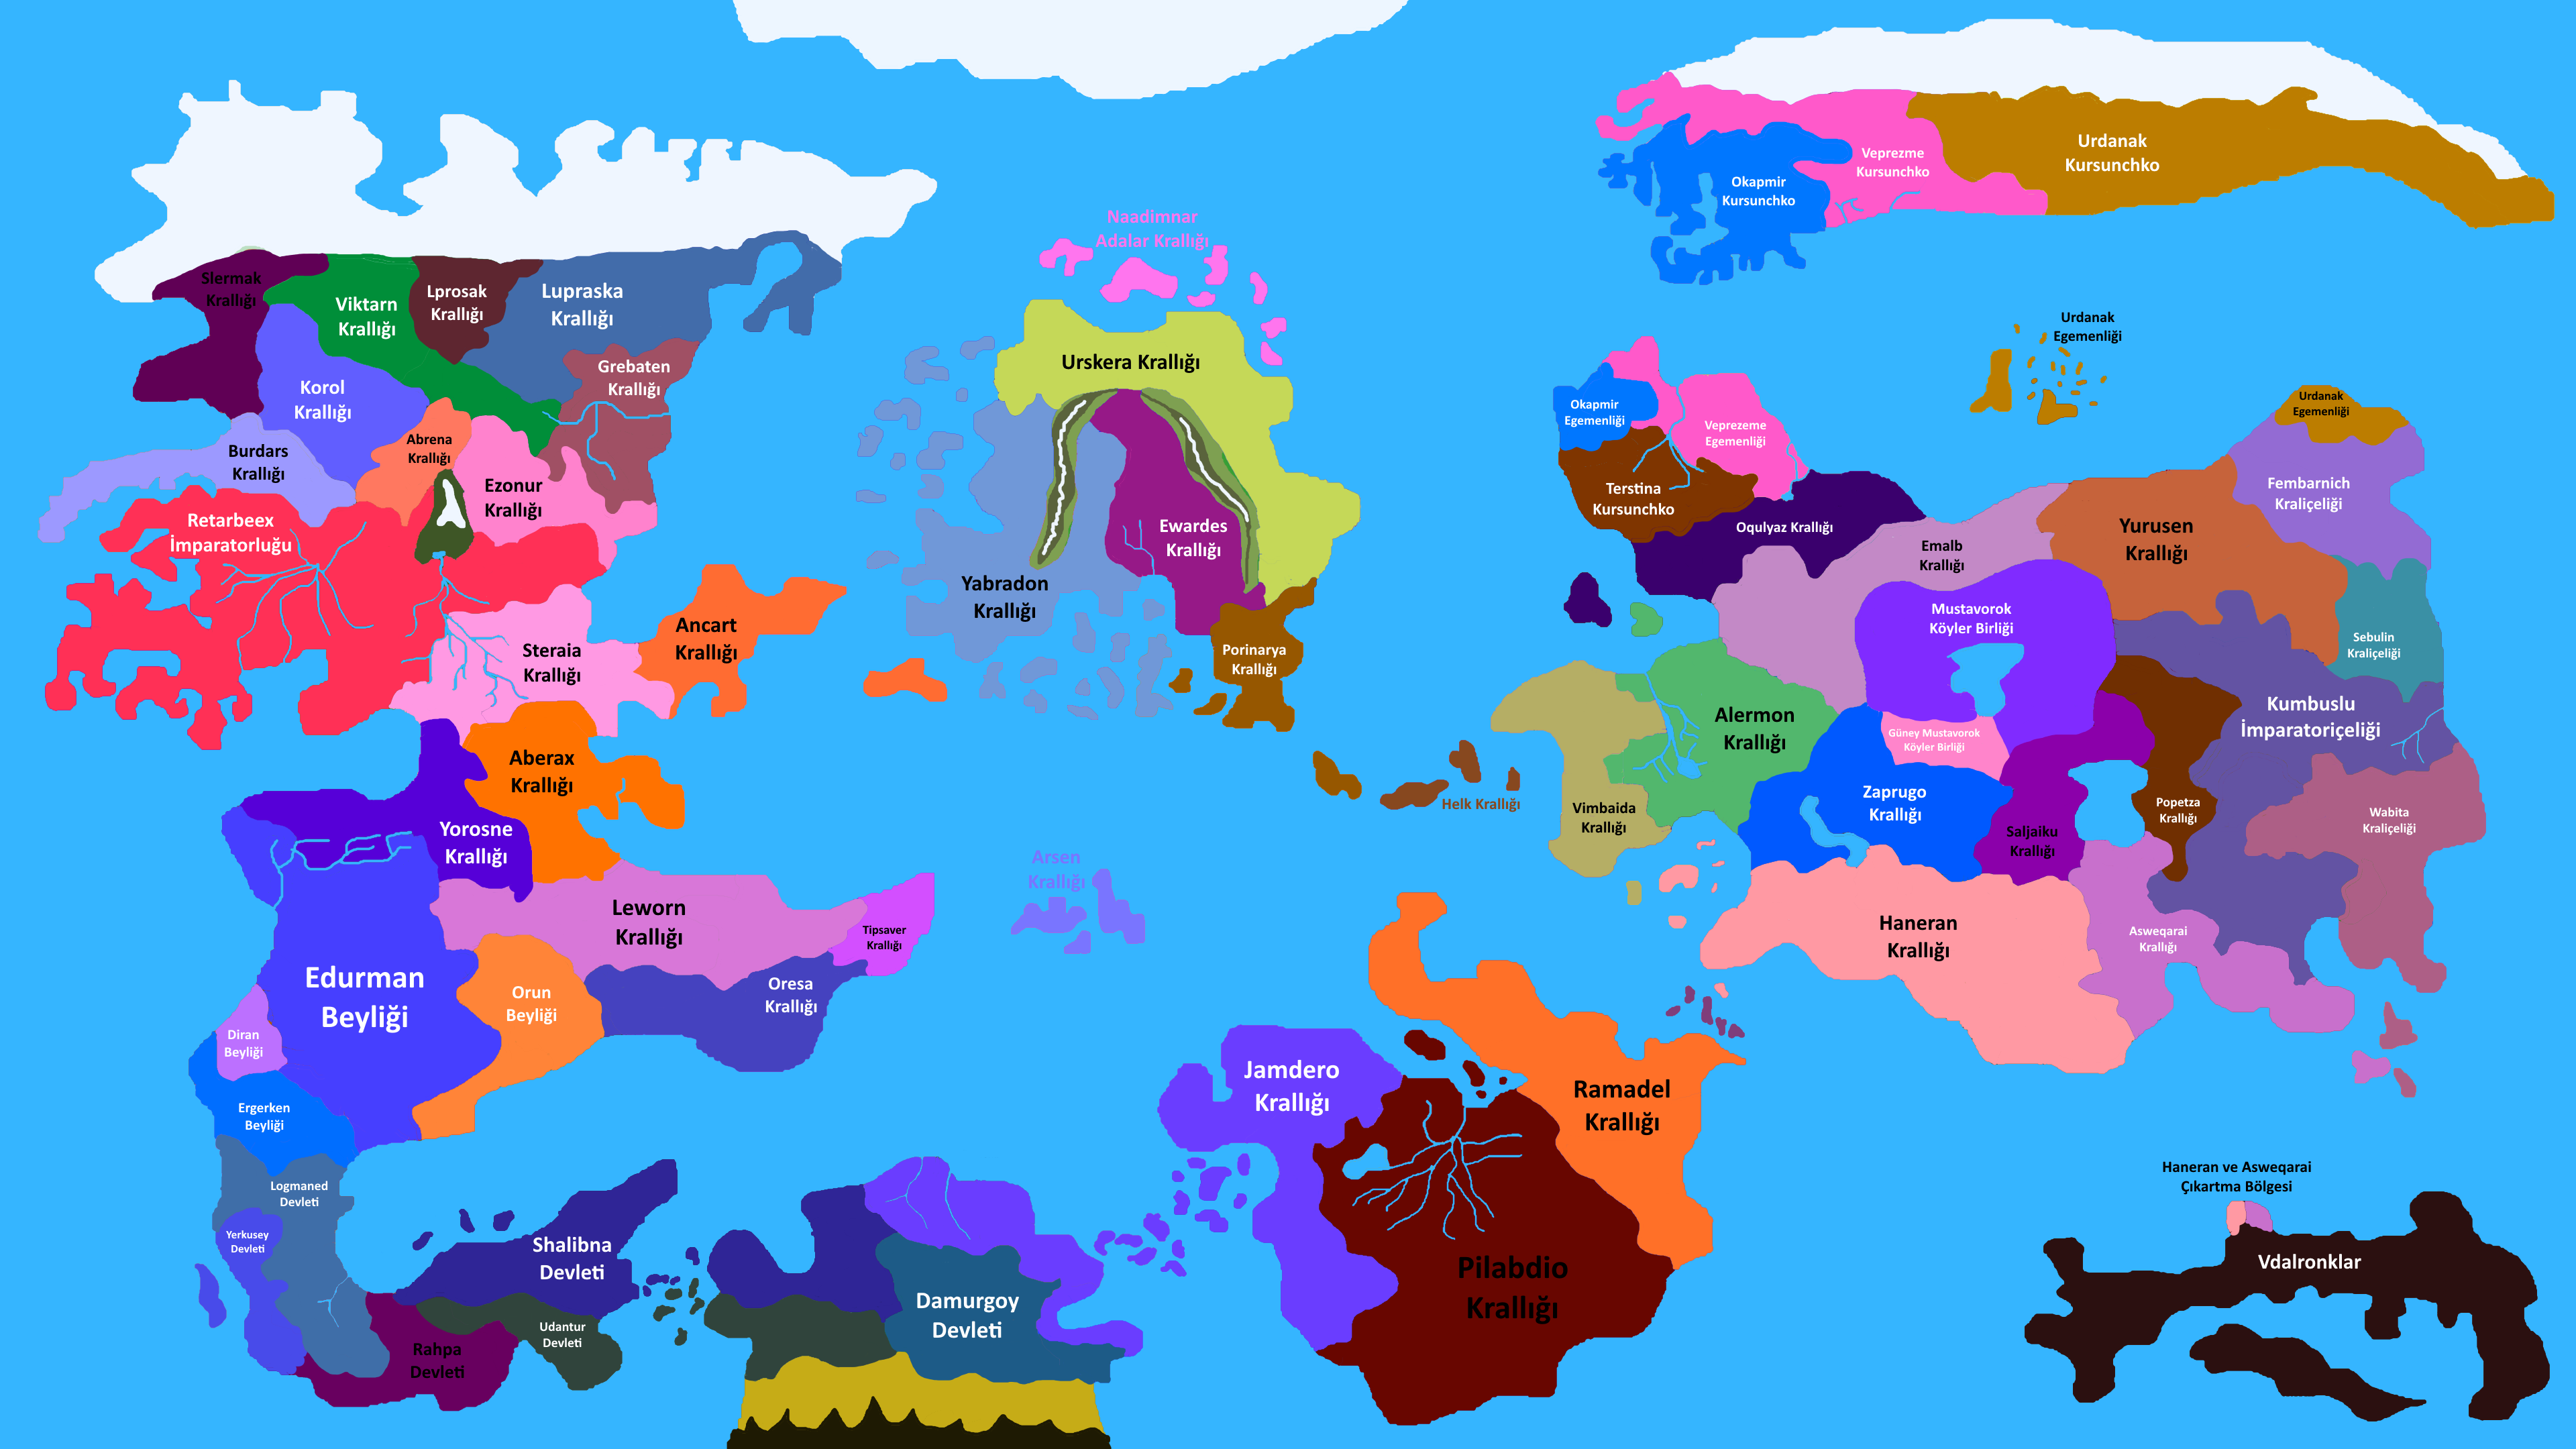 Naadimnar
Adalar Krallığı
Urdanak
Kursunchko
Veprezme
Kursunchko
Okapmir
Kursunchko
Slermak
Krallığı
Viktarn
Krallığı
Lprosak
Krallığı
Lupraska
Krallığı
Grebaten
Krallığı
Korol
Krallığı
Abrena
Krallığı
Burdars
Krallığı
Ezonur
Krallığı
Retarbeex
İmparatorluğu
Steraia
Krallığı
Ancart
Krallığı
Urskera Krallığı
Ewardes
Krallığı
Yabradon
Krallığı
Porinarya
Krallığı
Helk Krallığı
Arsen
Krallığı
Urdanak
Egemenliği
Urdanak
Egemenliği
Okapmir
Egemenliği
Veprezeme
Egemenliği
Terstina
Kursunchko
Oqulyaz Krallığı
Emalb
Krallığı
Yurusen
Krallığı
Fembarnich
Kraliçeliği
Sebulin
Kraliçeliği
Mustavorok
Köyler Birliği
Güney Mustavorok
Köyler Birliği
Kumbuslu
İmparatoriçeliği
Alermon
Krallığı
Vimbaida
Krallığı
Zaprugo
Krallığı
Saljaiku
Krallığı
Popetza
Krallığı
Wabita
Kraliçeliği
Haneran
Krallığı
Asweqarai
Krallığı
Aberax
Krallığı
Yorosne
Krallığı
Leworn
Krallığı
Tipsaver
Krallığı
Edurman
Beyliği
Orun
Beyliği
Oresa
Krallığı
Diran
Beyliği
Ergerken
Beyliği
Logmaned
Devleti
Yerkusey
Devleti
Shalibna
Devleti
Udantur
Devleti
Rahpa
Devleti
Damurgoy
Devleti
Jamdero
Krallığı
Ramadel
Krallığı
Pilabdio
Krallığı
Haneran ve Asweqarai
Çıkartma Bölgesi
Vdalronklar